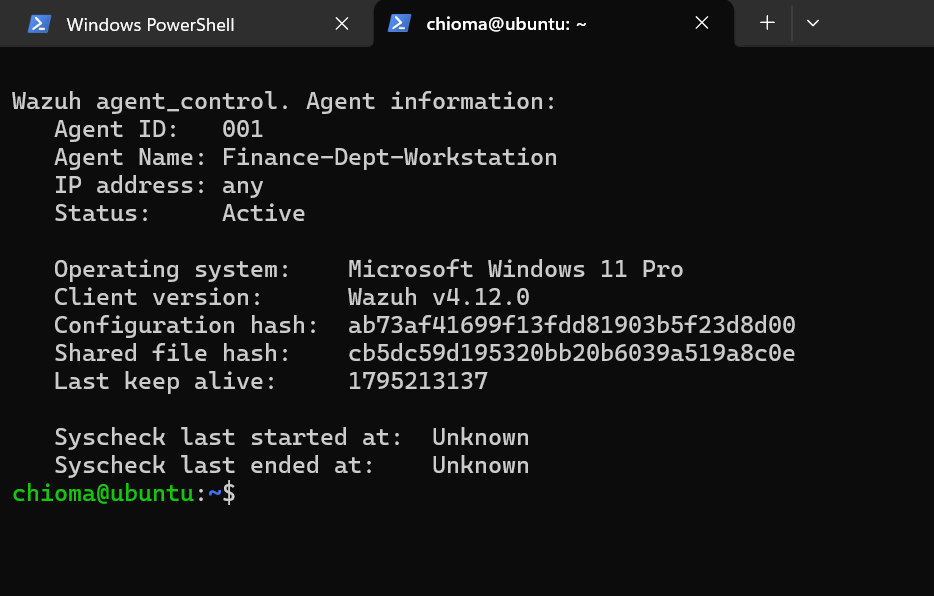 Windows PowerShell
chioma@ubuntu: ~
Wazuh agent_control. Agent information:
Agent ID: 001
Agent Name: Finance-Dept-Workstation
IP address: any
Status: Active
Operating system: Microsoft Windows 11 Pro
Client version: Wazuh v4.12.0
Configuration hash: ab73af41699f13fdd81903b5f23d8d00
Shared file hash: cb5dc59d195320bb20b6039a519a8c0e
Last keep alive: 1795213137
Syscheck last started at: Unknown
Syscheck last ended at: Unknown
chioma@ubuntu:~$